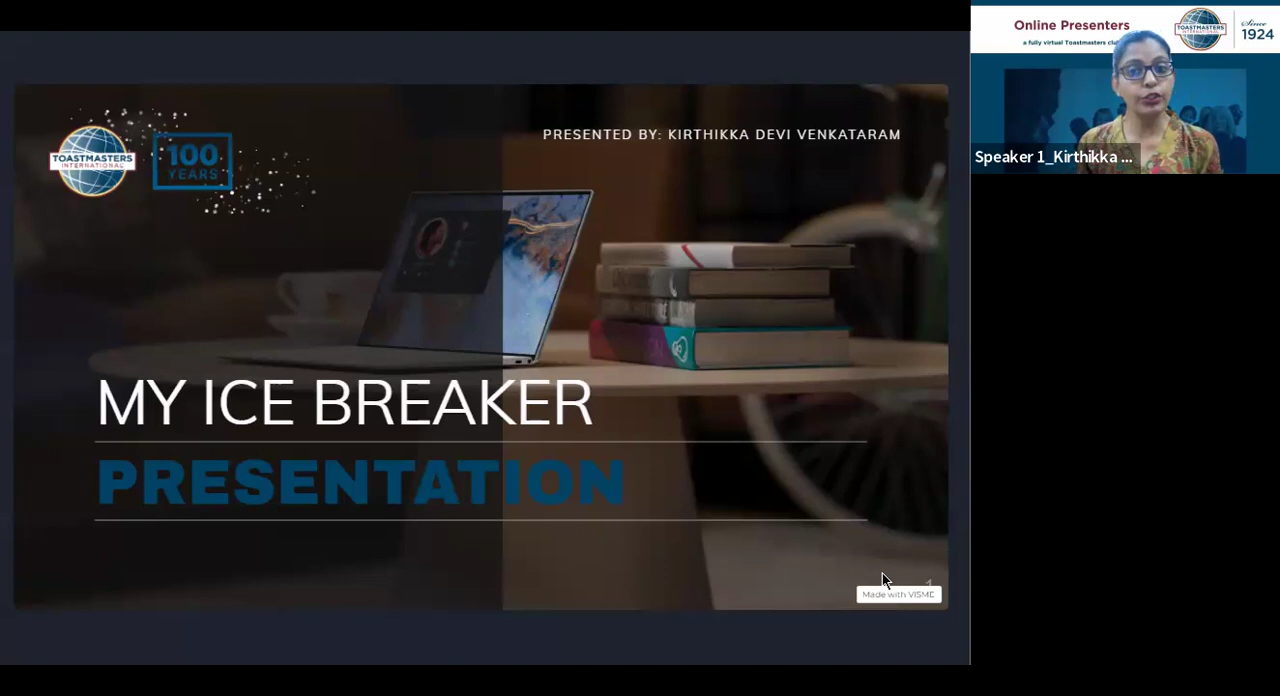 TOASTMASTERS
INTERNATIONAL
100
YEARS
PRESENTED BY: KIRTHIKKA DEVI VENKATARAM
MY ICE BREAKER
PRESENTATION
1
Made with VISME
Online Presenters
a fully virtual Toastmasters
TOASTMASTERS
INTERNATIONAL
Since
1924
Speaker 1_Kirthikka ...